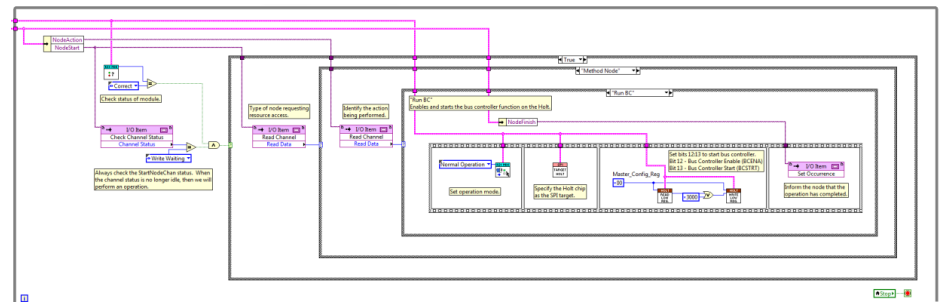 NodeAction
NodeStart
Correct
Check status of module.
I/O Item
Check Channel Status
Channel Status
Write Waiting
Always check the StartNodeChan status. When
the channel status is no longer idle, then we will
perform an operation.
True
Type of node requesting
resource access.
I/O Item
Read Channel
Read Data
"Method Node"
Identify the action
being performed.
I/O Item
Read Channel
Read Data
"Run BC"
"Run BC"
Enables and starts the bus controller function on the Holt.
NodeFinish
Normal Operation
Set operation mode.
TARGET
HOLT
Specify the Holt chip
as the SPI target.
Set bits 12:13 to start bus controller.
Bit 12 - Bus Controller Enable (BCENA)
Bit 13 - Bus Controller Start (BCSTRT)
Master_Config_Reg
x3000
I/O Item
Set Occurrence
Inform the node that the
operation has completed.
Stop
i